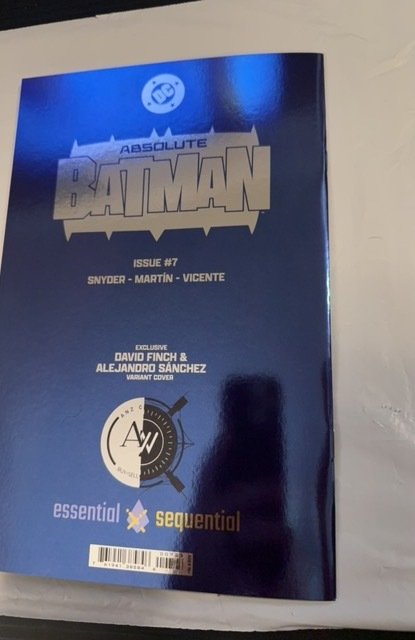 DC
ABSOLUTE
BATMAN
ISSUE #7
SNYDER - MARTÍN - VICENTE
EXCLUSIVE
DAVID FINCH &
ALEJANDRO SÁNCHEZ
VARIANT COVER
AW
essential sequential